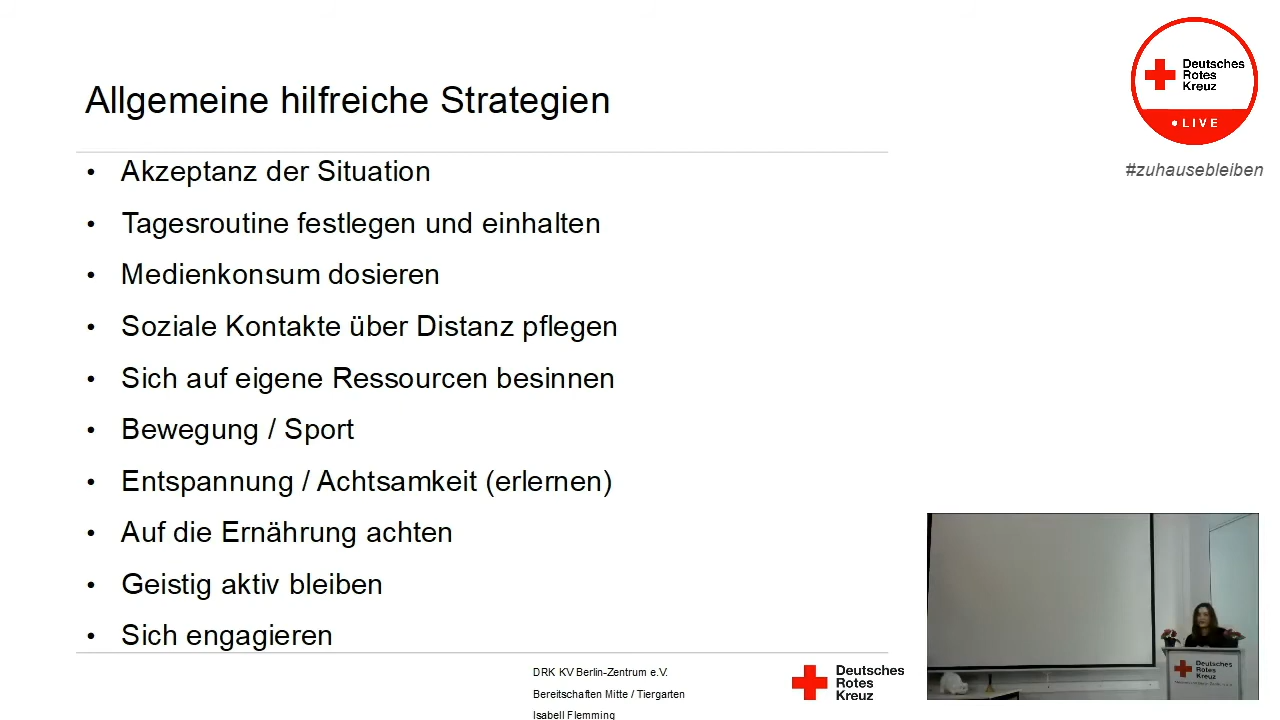 Allgemeine hilfreiche Strategien
• Akzeptanz der Situation
• Tagesroutine festlegen und einhalten
• Medienkonsum dosieren
• Soziale Kontakte über Distanz pflegen
• Sich auf eigene Ressourcen besinnen
• Bewegung / Sport
• Entspannung / Achtsamkeit (erlernen)
• Auf die Ernährung achten
• Geistig aktiv bleiben
• Sich engagieren
DRK KV Berlin-Zentrum e.V.
Bereitschaften Mitte / Tiergarten
Isabell Flemming
Deutsches
Rotes
Kreuz
Deutsches
Rotes
Kreuz
• LIVE
#zuhausebleiben
Deutsches
Rotes
Kreuz